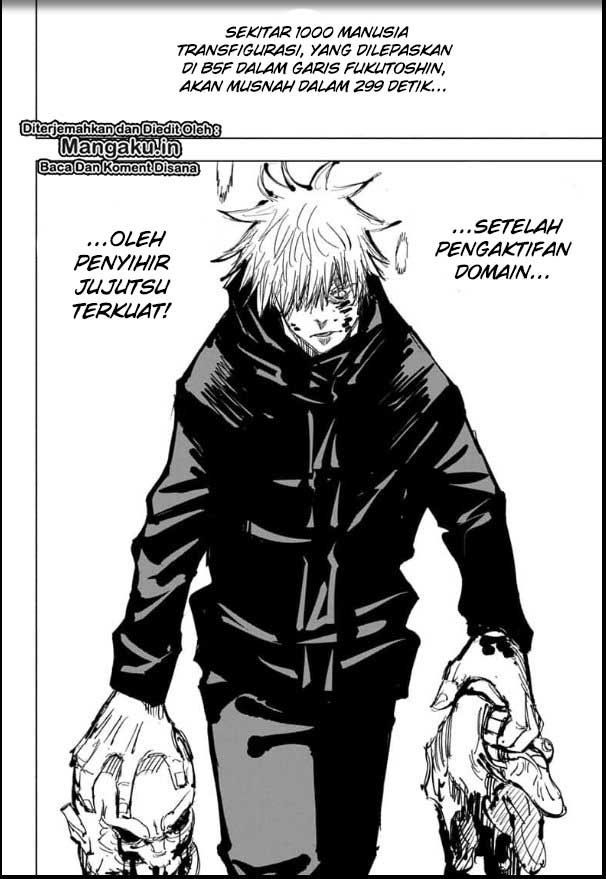 SEKITAR 1000 MANUSIA
TRANSFIGURASI, YANG DILEPASKAN
DI B5F DALAM GARIS FUKUTOSHIN,
AKAN MUSNAH DALAM 299 DETIK...
Diterjemahkan dan Diedit Oleh :
Mangaku.in
Baca Dan Koment Disana
...SETELAH
PENGAKTIFAN
DOMAIN...
...OLEH
PENYIHIR
JUJUTSU
TERKUAT!